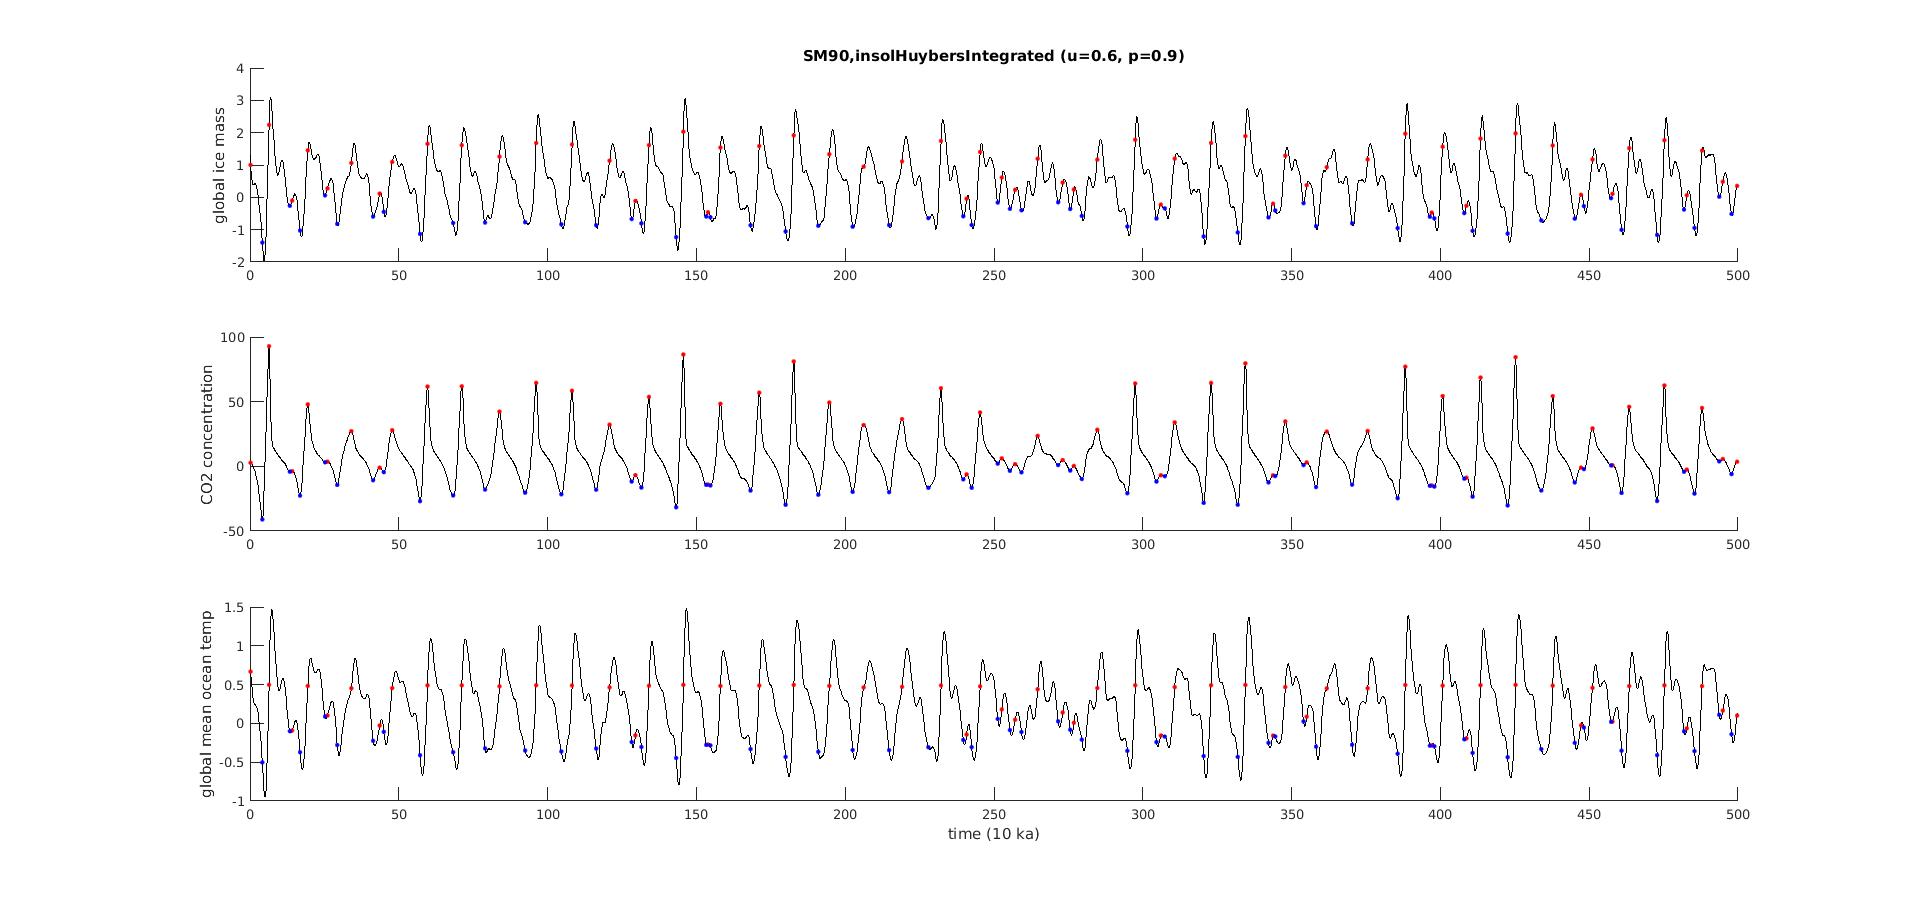 SM90,insolHuybersIntegrated (u=0.6, p=0.9)
4
3
2
1
0
-1
-2
global ice mass
0 50 100 150 200 250 300 350 400 450 500
100
50
0
-50
CO2 concentration
0 50 100 150 200 250 300 350 400 450 500
1.5
1
0.5
0
-0.5
-1
global mean ocean temp
0 50 100 150 200 250 300 350 400 450 500
time (10 ka)